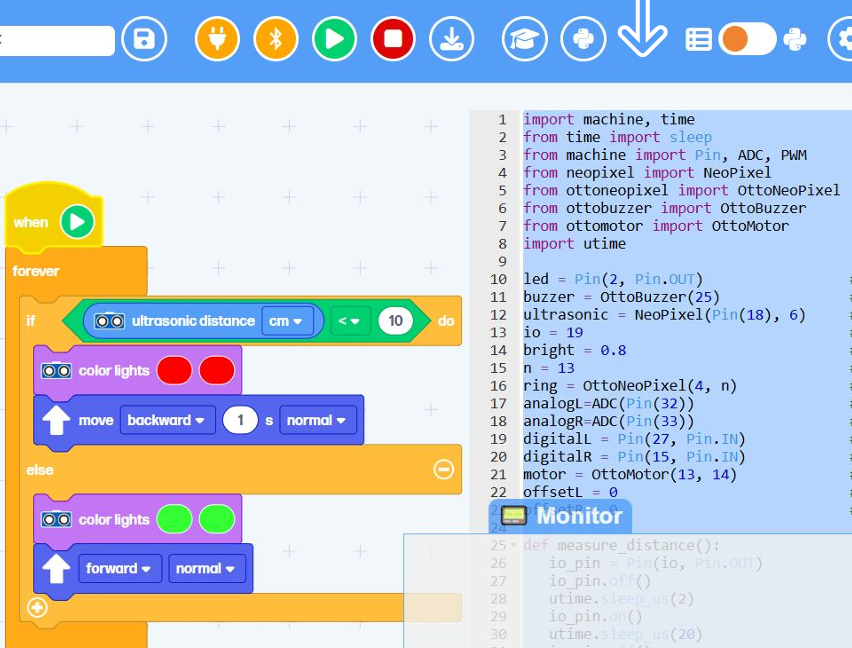 when
forever
if ultrasonic distance cm < 10 do
color lights
move backward 1 s normal
else
color lights
forward normal
1 import machine, time
2 from time import sleep
3 from machine import Pin, ADC, PWM
4 from neopixel import NeoPixel
5 from ottoneopixel import OttoNeoPixel
6 from ottobuzzer import OttoBuzzer
7 from ottomotor import OttoMotor
8 import utime
9
10 led = Pin(2, Pin.OUT)
11 buzzer = OttoBuzzer(25)
12 ultrasonic = NeoPixel(Pin(18), 6)
13 io = 19
14 bright = 0.8
15 n = 13
16 ring = OttoNeoPixel(4, n)
17 analogL=ADC(Pin(32))
18 analogR=ADC(Pin(33))
19 digitalL = Pin(27, Pin.IN)
20 digitalR = Pin(15, Pin.IN)
21 motor = OttoMotor(13, 14)
22 offsetL = 0
Monitor
24
25 def measure_distance():
26 io_pin = Pin(io, Pin.OUT)
27 io_pin.off()
28 utime.sleep_us(2)
29 io_pin.on()
30 utime.sleep_us(20)